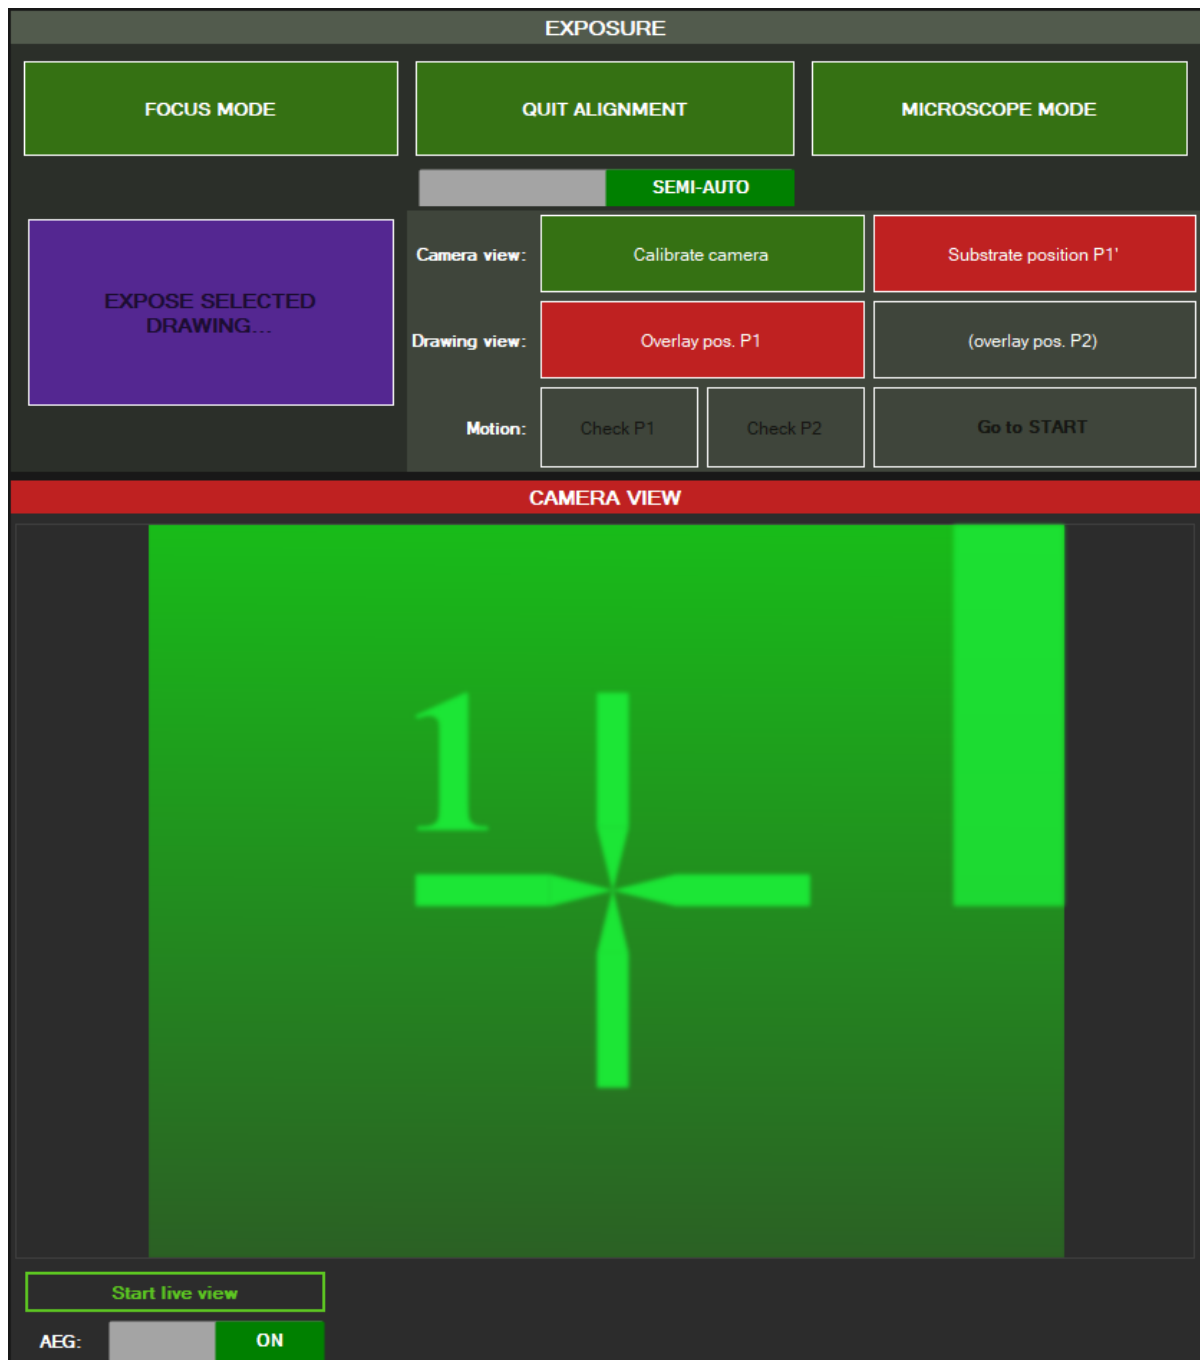 EXPOSURE
FOCUS MODE
QUIT ALIGNMENT
MICROSCOPE MODE
SEMI-AUTO
EXPOSE SELECTED
DRAWING...
Camera view:
Calibrate camera
Substrate position P1'
Drawing view:
Overlay pos. P1
(overlay pos. P2)
Motion:
Check P1
Check P2
Go to START
CAMERA VIEW
1
Start live view
AEG:
ON